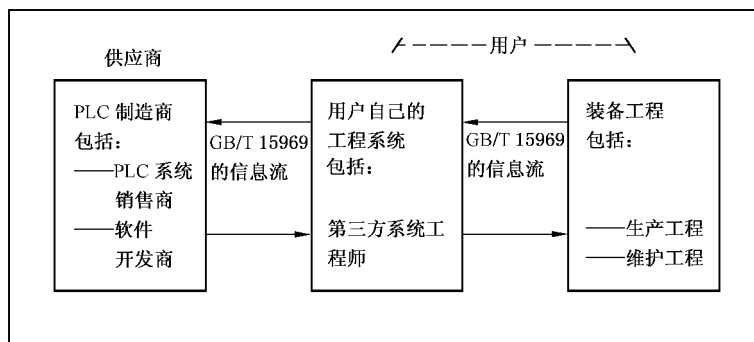 供应商
用户
PLC 制造商
包括：
——PLC 系统
销售商
——软件
开发商
GB/T 15969
的信息流
用户自己的
工程系统
包括：
第三方系统工
程师
GB/T 15969
的信息流
装备工程
包括：
——生产工程
——维护工程